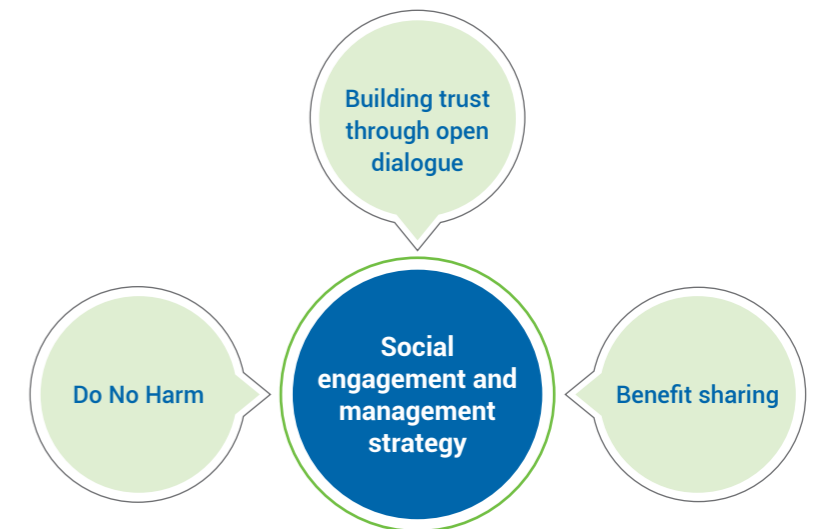 Building trust
through open
dialogue
Do No Harm
Social
engagement and
management
strategy
Benefit sharing